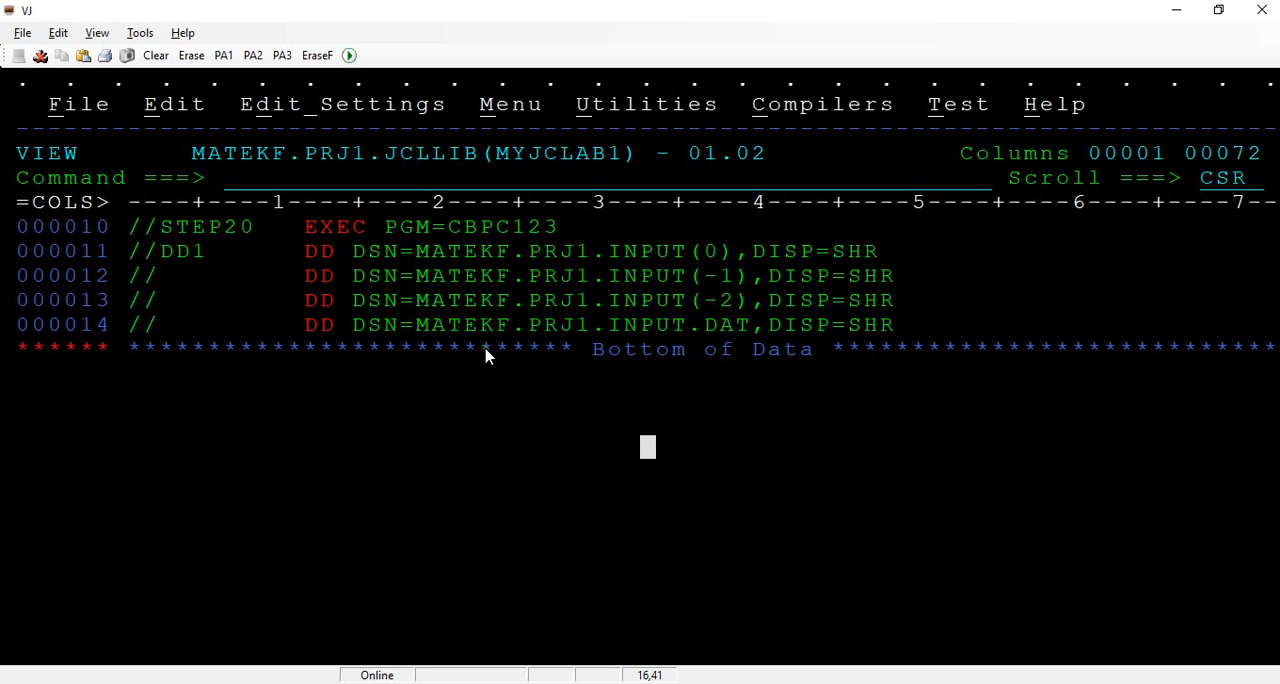 VJ
File Edit View Tools Help
Clear Erase PA1 PA2 PA3 EraseF
. . . . . . . . . . . . . . . . . . . . . . . . . . .
File Edit Edit_Settings Menu Utilities Compilers Test Help
--------------------------------------------------------------------------------
VIEW MATEKF.PRJ1.JCLLIB(MYJCLAB1) - 01.02 Columns 00001 00072
Command ===> Scroll ===> CSR
=COLS> ----+----1----+----2----+----3----+----4----+----5----+----6----+----7--
000010 //STEP20 EXEC PGM=CBPC123
000011 //DD1 DD DSN=MATEKF.PRJ1.INPUT(0),DISP=SHR
000012 // DD DSN=MATEKF.PRJ1.INPUT(-1),DISP=SHR
000013 // DD DSN=MATEKF.PRJ1.INPUT(-2),DISP=SHR
000014 // DD DSN=MATEKF.PRJ1.INPUT.DAT,DISP=SHR
****** **************************** Bottom of Data ****************************
Online 16,41